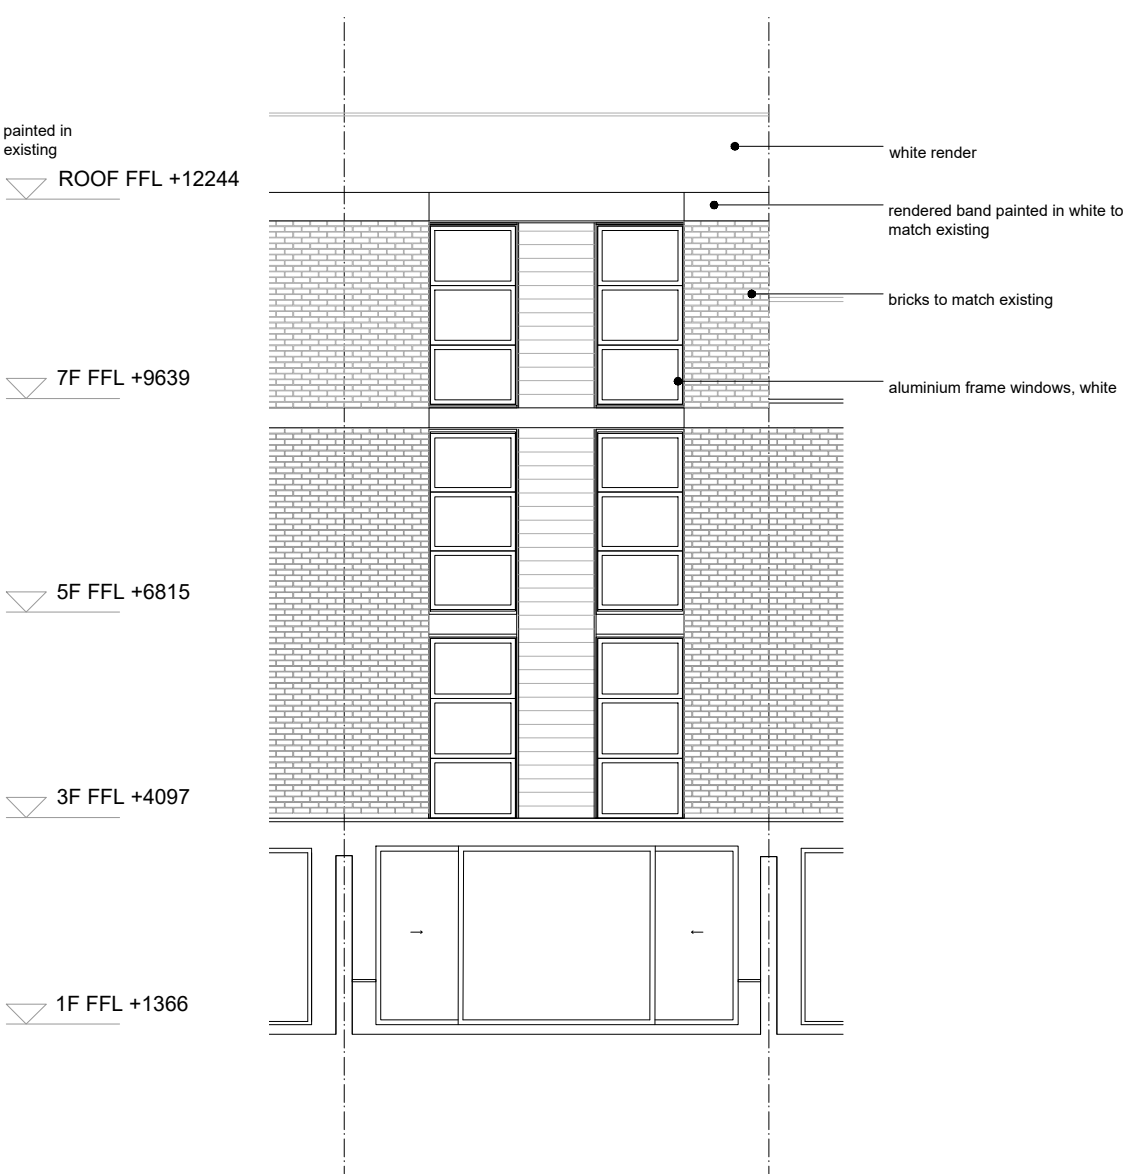 painted in
existing
ROOF FFL +12244
7F FFL +9639
5F FFL +6815
3F FFL +4097
1F FFL +1366
white render
rendered band painted in white to
match existing
bricks to match existing
aluminium frame windows, white